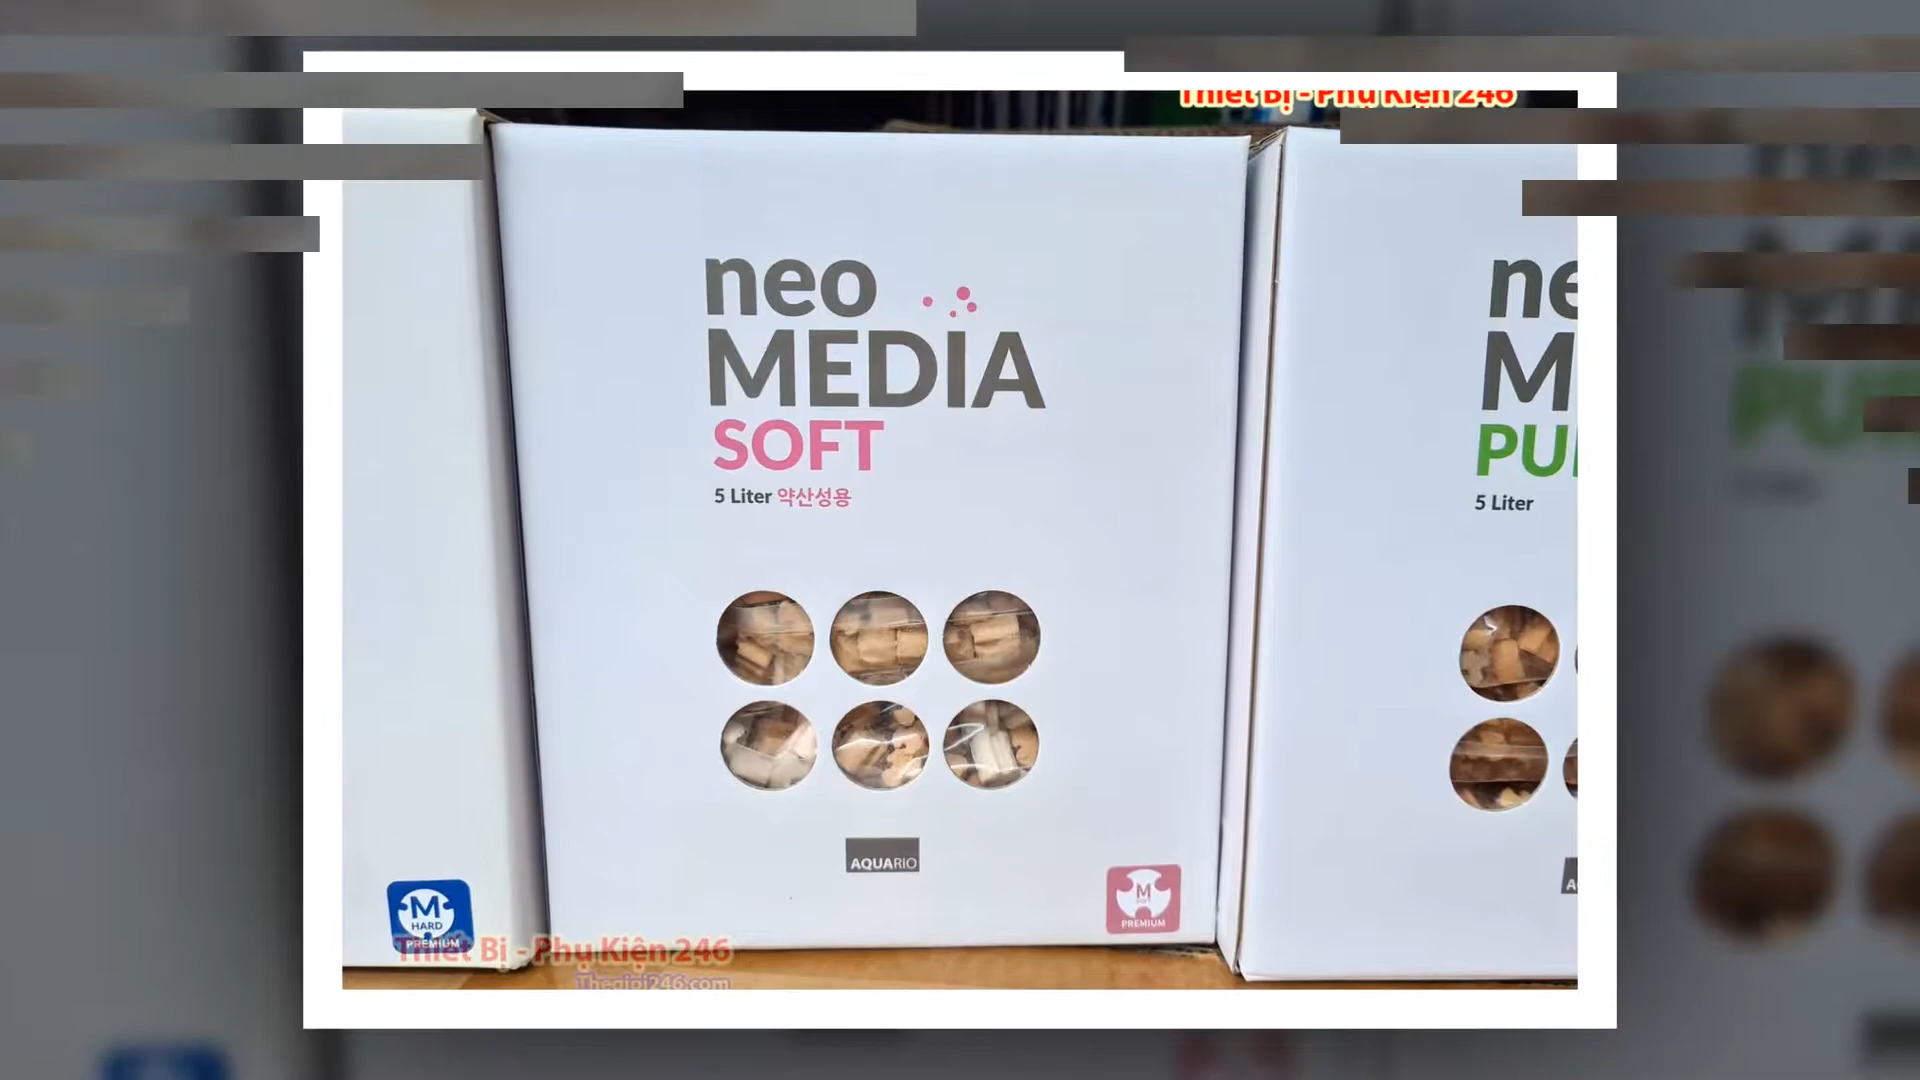 Thiết Bị - Phụ Kiện 246
neo
MEDIA
SOFT
5 Liter 약산성용
AQUARIO
M
SOFT
PREMIUM
ne
M
PU
5 Liter
A
M
HARD
PREMIUM
Thiết Bị - Phụ Kiện 246
Thegioi246.com